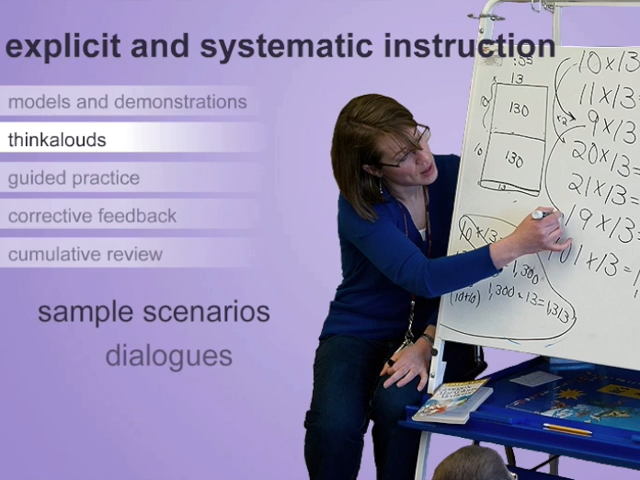 explicit and systematic instruction
models and demonstrations
thinkalouds
guided practice
corrective feedback
cumulative review
sample scenarios
dialogues
13
130
10
130
10×13
11×13=
9×13
20×13=
21×13=
19×13=
101×13=
1,300
1,300 + 13 = 1,313